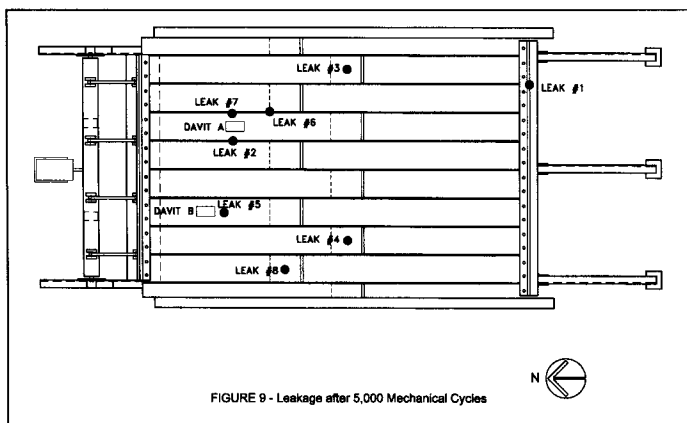 LEAK #3
LEAK #1
LEAK #7
LEAK #6
DAVIT A
LEAK #2
LEAK #5
DAVIT B
LEAK #4
LEAK #8
N
FIGURE 9 - Leakage after 5,000 Mechanical Cycles